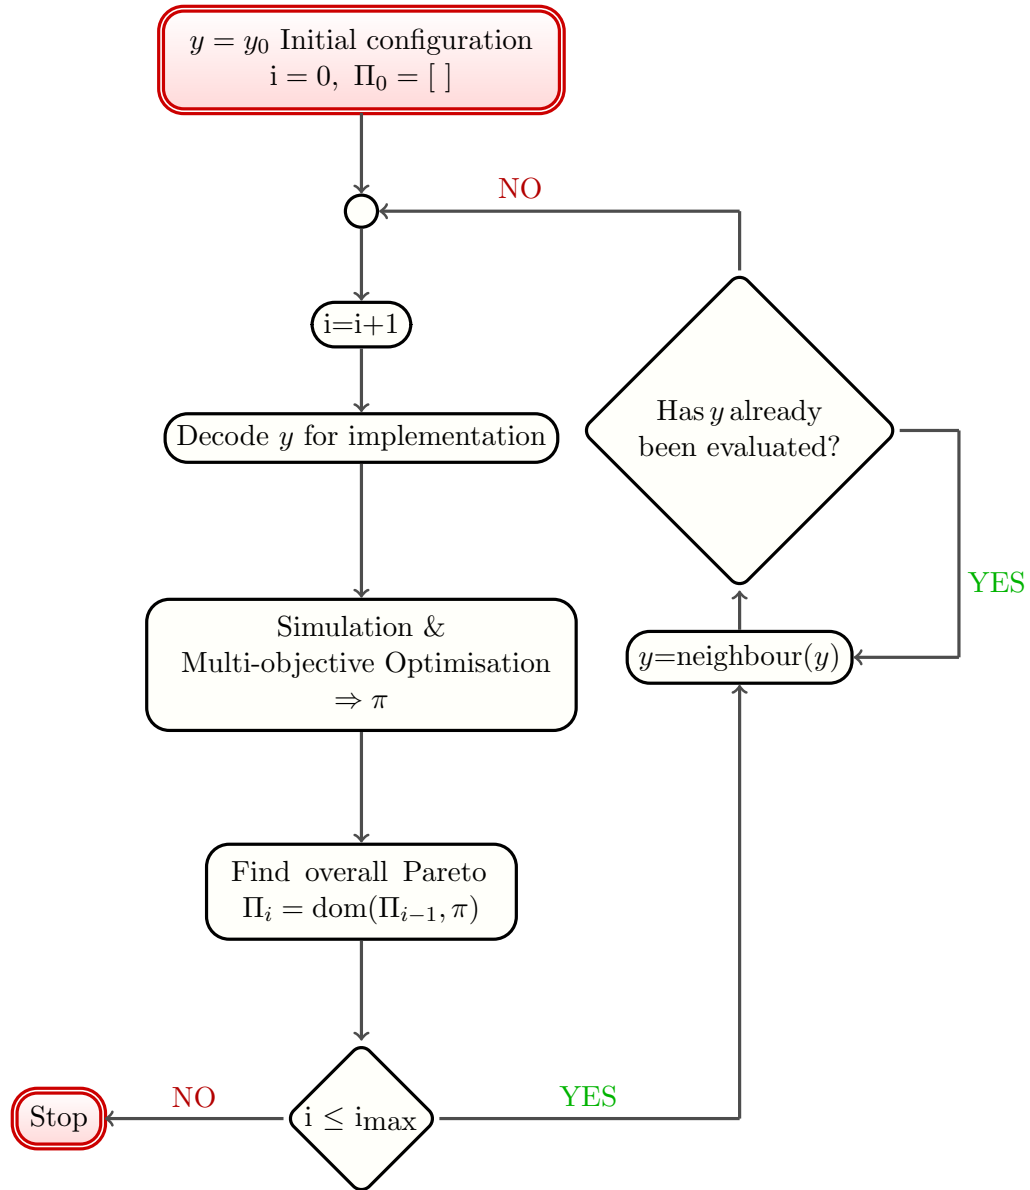 y = y₀ Initial configuration
i = 0, Π₀ = [ ]
NO
i=i+1
Decode y for implementation
Has y already
been evaluated?
YES
Simulation &
Multi-objective Optimisation
⇒ π
y=neighbour(y)
Find overall Pareto
Πᵢ = dom(Πᵢ₋₁, π)
Stop
NO
i ≤ imax
YES